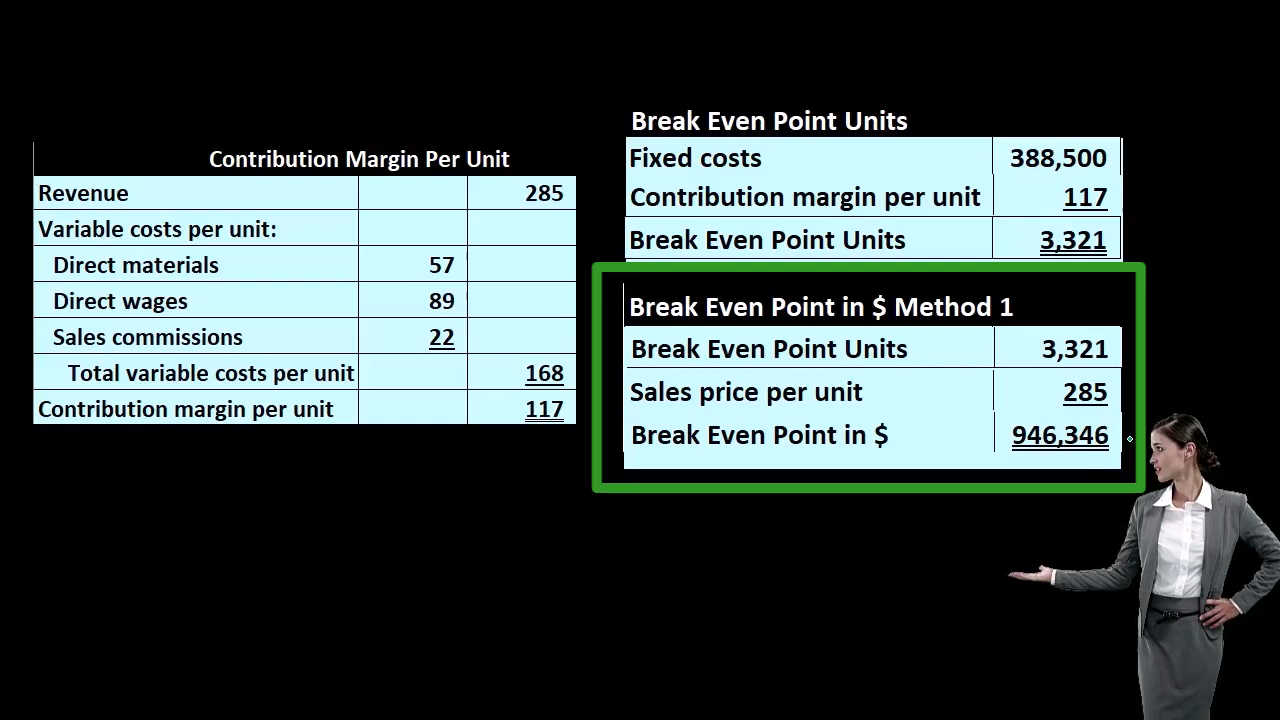 Contribution Margin Per Unit
Revenue 285
Variable costs per unit:
Direct materials 57
Direct wages 89
Sales commissions 22
Total variable costs per unit 168
Contribution margin per unit 117
Break Even Point Units
Fixed costs 388,500
Contribution margin per unit 117
Break Even Point Units 3,321
Break Even Point in $ Method 1
Break Even Point Units 3,321
Sales price per unit 285
Break Even Point in $ 946,346